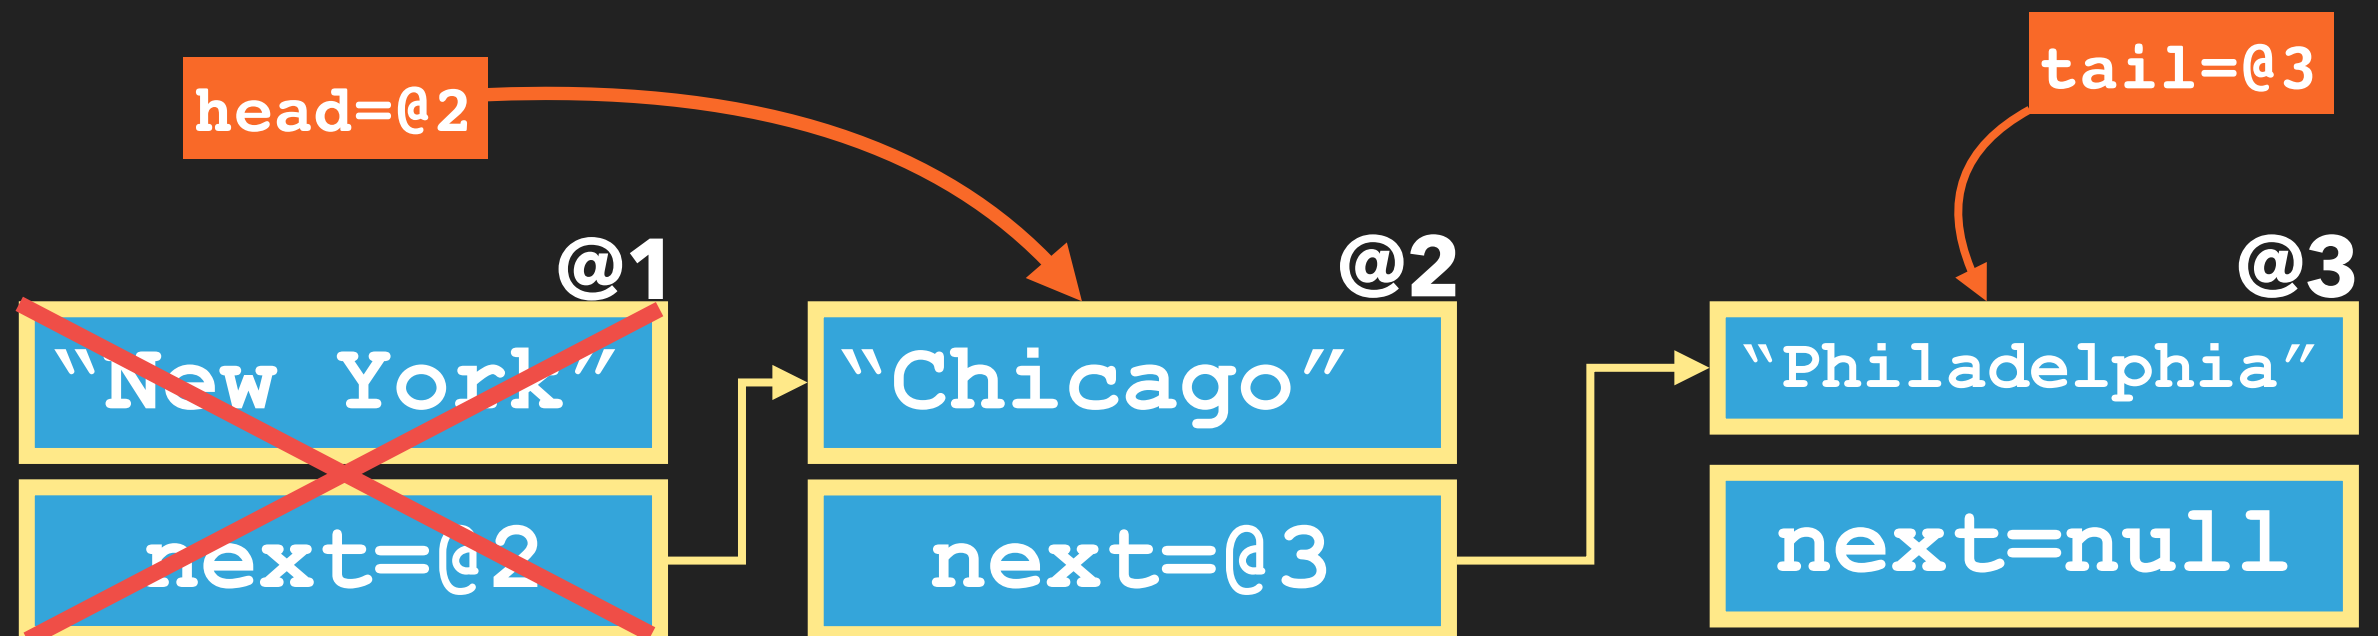 head=@2
tail=@3
@1
@2
@3
“New York”
“Chicago”
“Philadelphia”
next=@2
next=@3
next=null